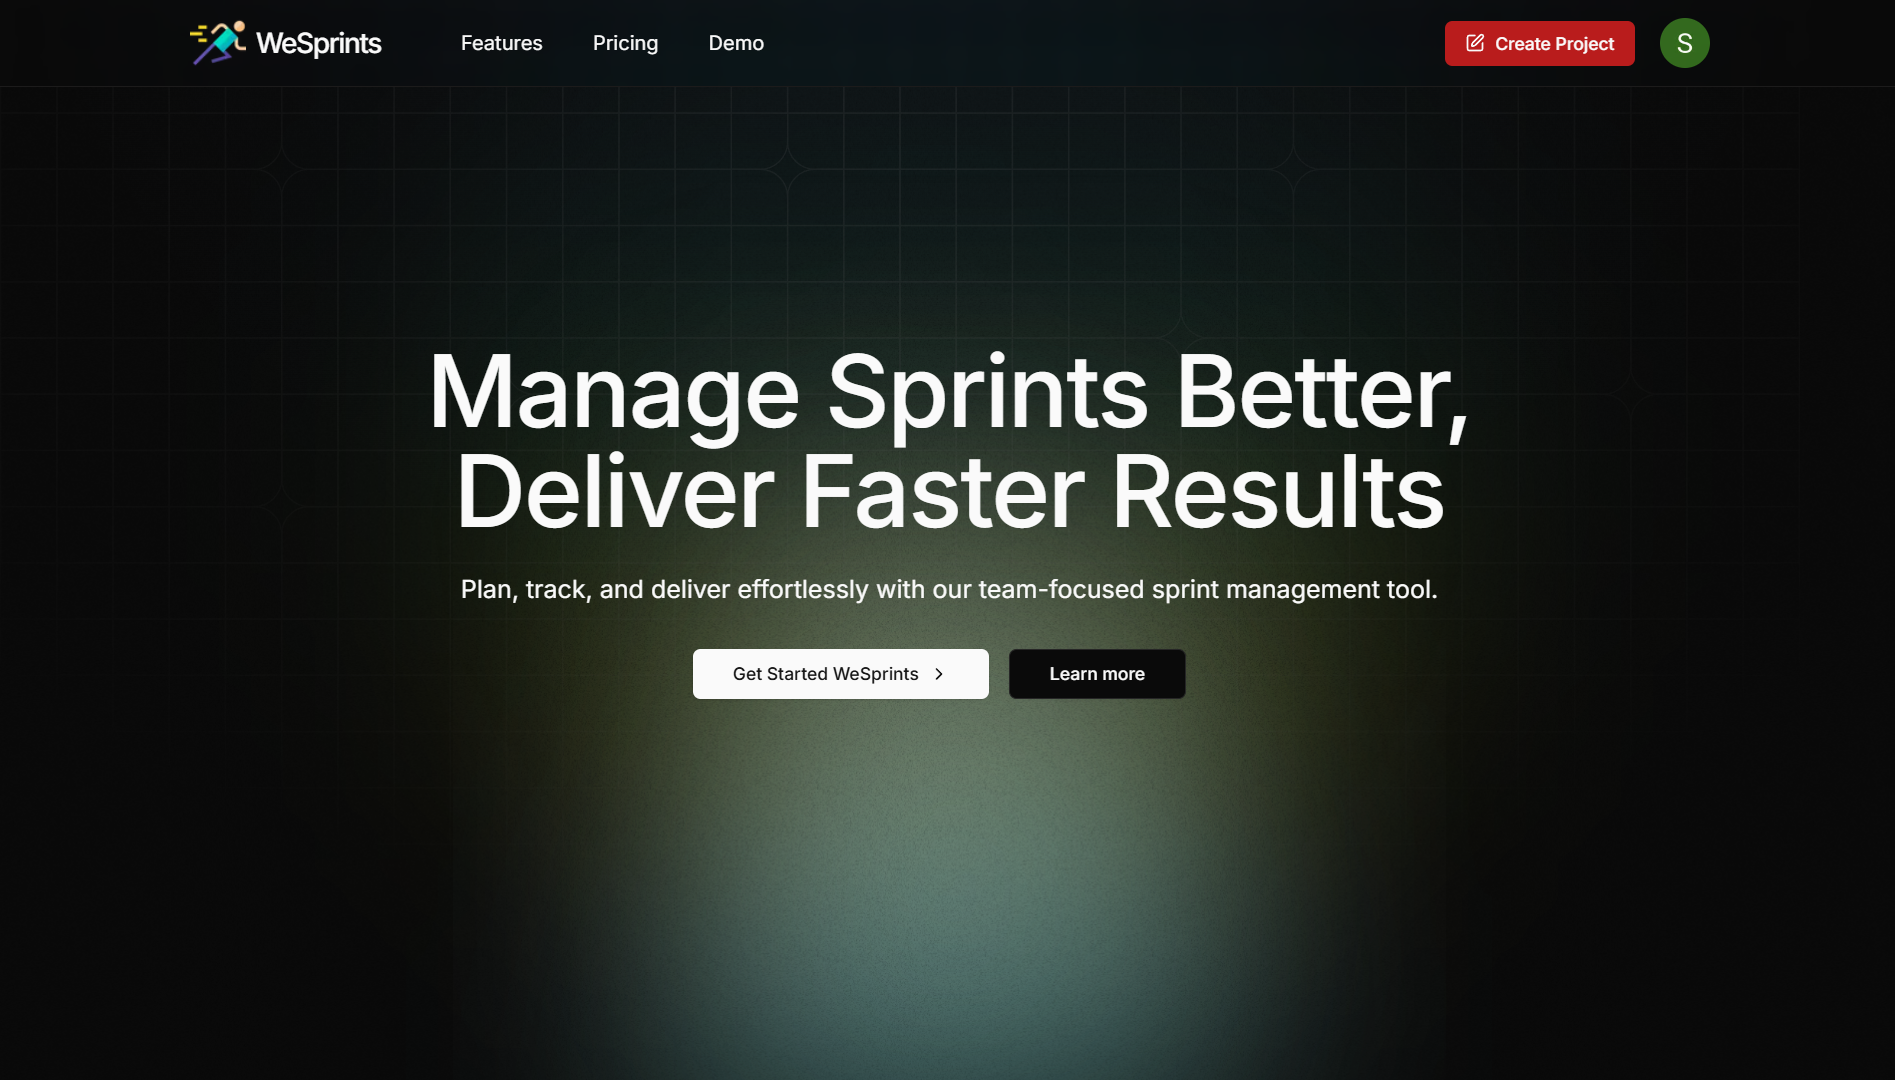 WeSprints
Features
Pricing
Demo
Create Project
S
Manage Sprints Better,
Deliver Faster Results
Plan, track, and deliver effortlessly with our team-focused sprint management tool.
Get Started WeSprints
Learn more